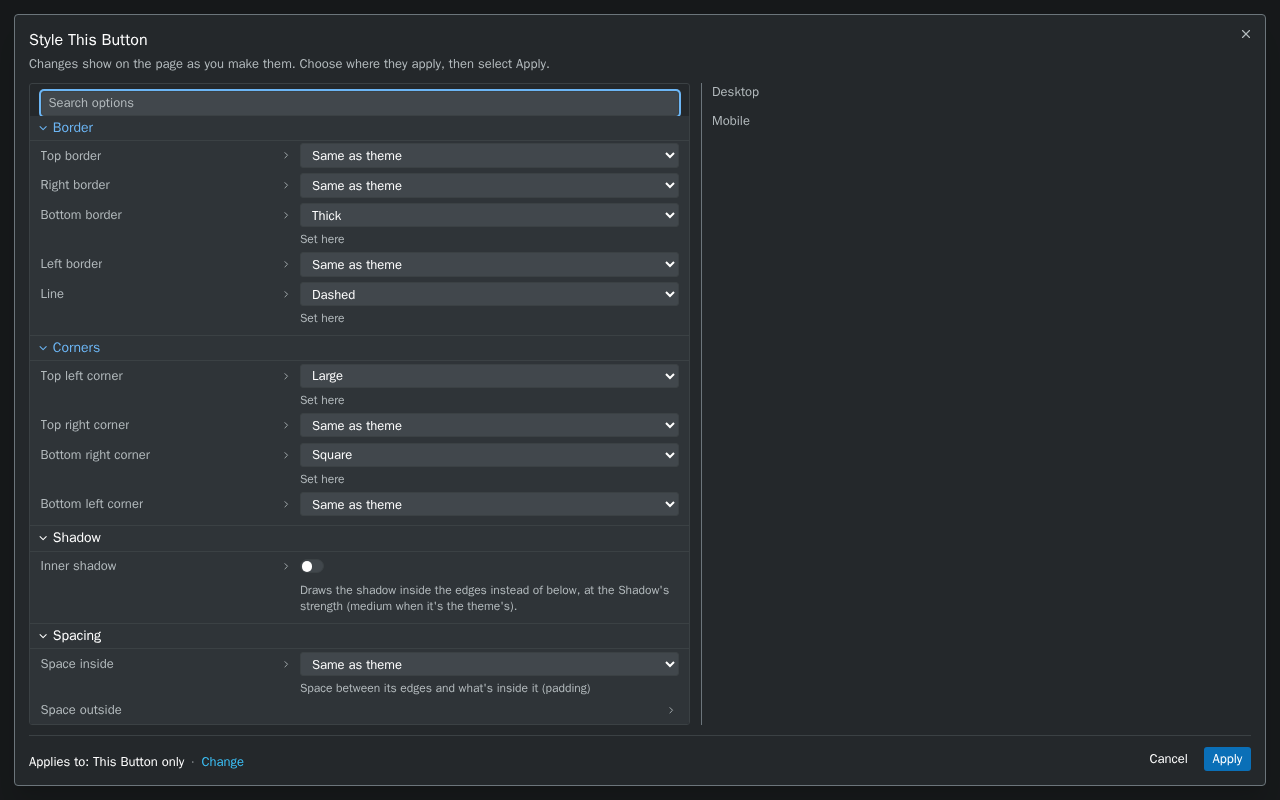 Style This Button
Changes show on the page as you make them. Choose where they apply, then select Apply.
Search options
Border
Top border
Same as theme
Right border
Same as theme
Bottom border
Thick
Set here
Left border
Same as theme
Line
Dashed
Set here
Corners
Top left corner
Large
Set here
Top right corner
Same as theme
Bottom right corner
Square
Set here
Bottom left corner
Same as theme
Shadow
Inner shadow
Draws the shadow inside the edges instead of below, at the Shadow's
strength (medium when it's the theme's).
Spacing
Space inside
Same as theme
Space between its edges and what's inside it (padding)
Space outside
Desktop
Mobile
Applies to: This Button only · Change
Cancel
Apply